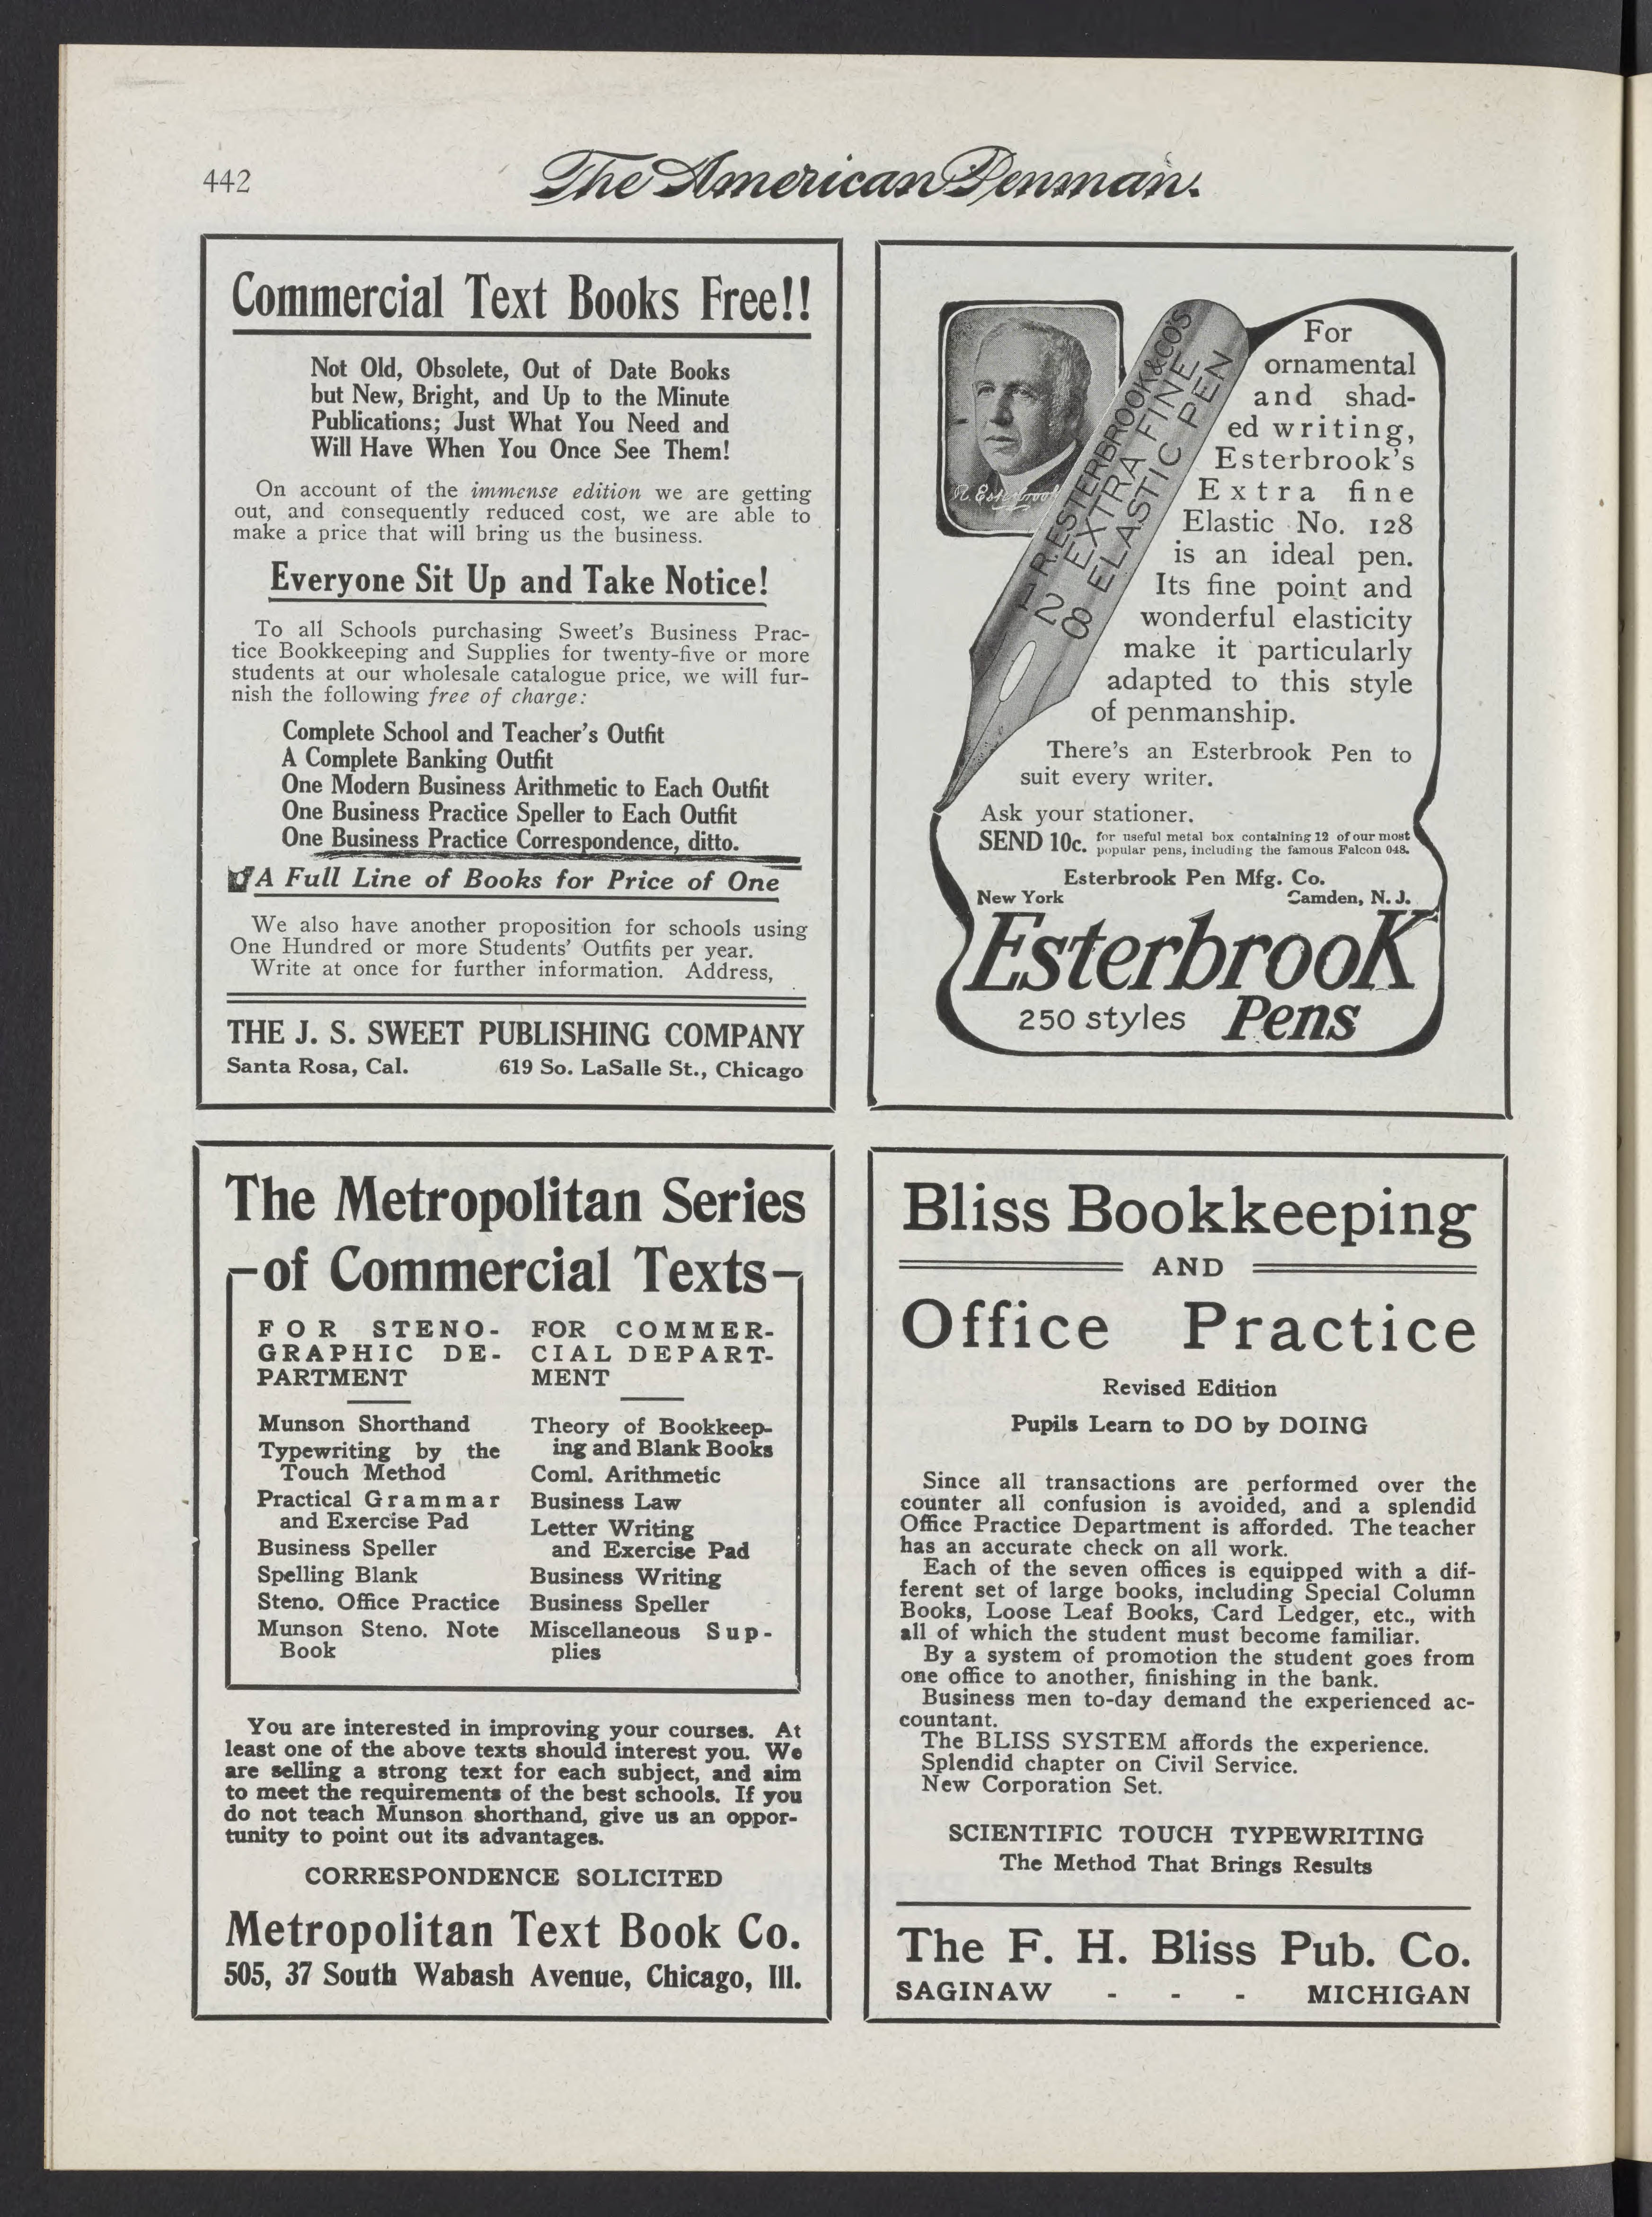 442
The American Penman.
Commercial Text Books Free!!
Not Old, Obsolete, Out of Date Books
but New, Bright, and Up to the Minute
Publications; Just What You Need and
Will Have When You Once See Them!
On account of the immense edition we are getting
out, and consequently reduced cost, we are able to
make a price that will bring us the business.
Everyone Sit Up and Take Notice!
To all Schools purchasing Sweet's Business Prac-
tice Bookkeeping and Supplies for twenty-five or more
students at our wholesale catalogue price, we will fur-
nish the following free of charge:
Complete School and Teacher's Outfit
A Complete Banking Outfit
One Modern Business Arithmetic to Each Outfit
One Business Practice Speller to Each Outfit
One Business Practice Correspondence, ditto.
A Full Line of Books for Price of One
We also have another proposition for schools using
One Hundred or more Students' Outfits per year.
Write at once for further information. Address,
THE J. S. SWEET PUBLISHING COMPANY
Santa Rosa, Cal. 619 So. LaSalle St., Chicago
R. Esterbrook
R. ESTERBROOK & CO'S
EXTRA FINE
ELASTIC PEN
128
For
ornamental
and shad-
ed writing,
Esterbrook's
Extra fine
Elastic No. 128
is an ideal pen.
Its fine point and
wonderful elasticity
make it particularly
adapted to this style
of penmanship.
There's an Esterbrook Pen to
suit every writer.
Ask your stationer.
SEND 10c. for useful metal box containing 12 of our most
popular pens, including the famous Falcon 048.
Esterbrook Pen Mfg. Co.
New York Camden, N. J.
Esterbrook
250 styles Pens
The Metropolitan Series
of Commercial Texts
FOR STENO-
GRAPHIC DE-
PARTMENT
Munson Shorthand
Typewriting by the
Touch Method
Practical Grammar
and Exercise Pad
Business Speller
Spelling Blank
Steno. Office Practice
Munson Steno. Note
Book
FOR COMMER-
CIAL DEPART-
MENT
Theory of Bookkeep-
ing and Blank Books
Coml. Arithmetic
Business Law
Letter Writing
and Exercise Pad
Business Writing
Business Speller
Miscellaneous Sup-
plies
You are interested in improving your courses. At
least one of the above texts should interest you. We
are selling a strong text for each subject, and aim
to meet the requirements of the best schools. If you
do not teach Munson shorthand, give us an oppor-
tunity to point out its advantages.
CORRESPONDENCE SOLICITED
Metropolitan Text Book Co.
505, 37 South Wabash Avenue, Chicago, Ill.
Bliss Bookkeeping
AND
Office Practice
Revised Edition
Pupils Learn to DO by DOING
Since all transactions are performed over the
counter all confusion is avoided, and a splendid
Office Practice Department is afforded. The teacher
has an accurate check on all work.
Each of the seven offices is equipped with a dif-
ferent set of large books, including Special Column
Books, Loose Leaf Books, Card Ledger, etc., with
all of which the student must become familiar.
By a system of promotion the student goes from
one office to another, finishing in the bank.
Business men to-day demand the experienced ac-
countant.
The BLISS SYSTEM affords the experience.
Splendid chapter on Civil Service.
New Corporation Set.
SCIENTIFIC TOUCH TYPEWRITING
The Method That Brings Results
The F. H. Bliss Pub. Co.
SAGINAW - - - MICHIGAN